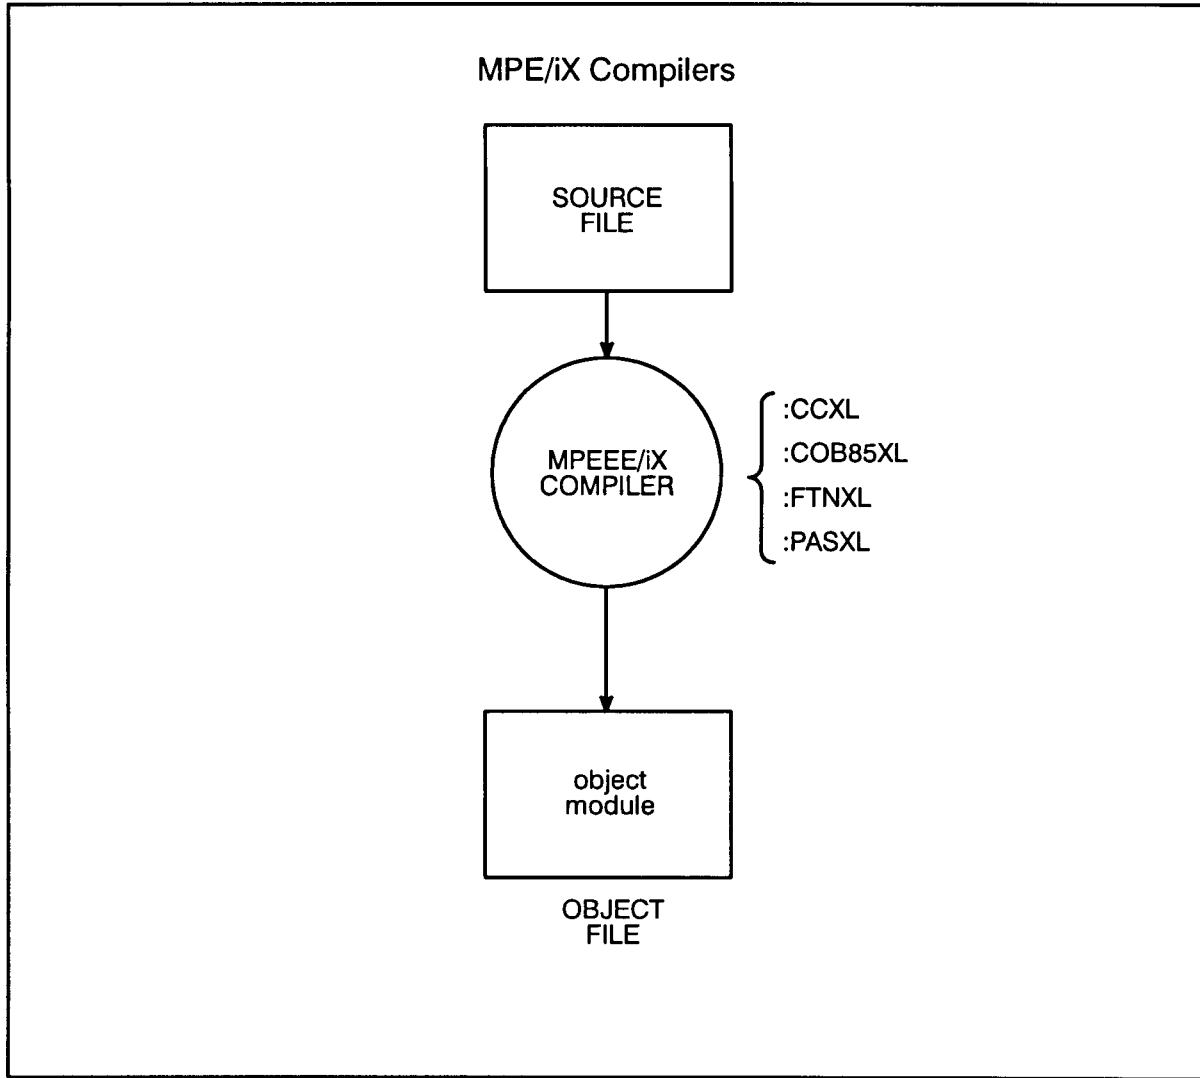 MPE/iX Compilers
SOURCE
FILE
MPEEE/iX
COMPILER
:CCXL
:COB85XL
:FTNXL
:PASXL
object
module
OBJECT
FILE